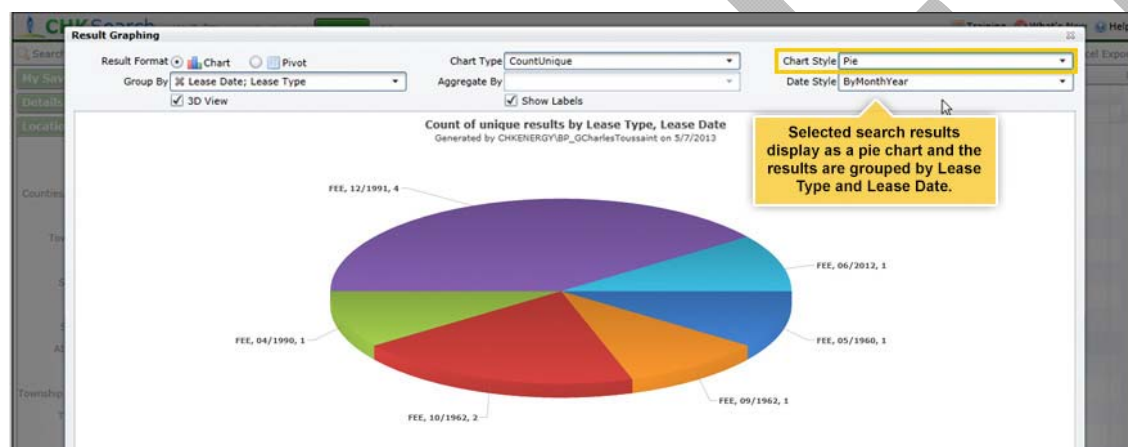 CHKSearch
Training What's New Help
Result Graphing
Search
Result Format Chart Pivot
Chart Type CountUnique
Chart Style Pie
Group By Lease Date; Lease Type
Aggregate By
Date Style ByMonthYear
3D View
Show Labels
My Sav
Details
Locatio
Counties
Township
Count of unique results by Lease Type, Lease Date
Generated by CHKENERGY\BP_GCharlesToussaint on 5/7/2013
Selected search results
display as a pie chart and the
results are grouped by Lease
Type and Lease Date.
FEE, 12/1991, 4
FEE, 06/2012, 1
FEE, 04/1990, 1
FEE, 05/1960, 1
FEE, 09/1962, 1
FEE, 10/1962, 2